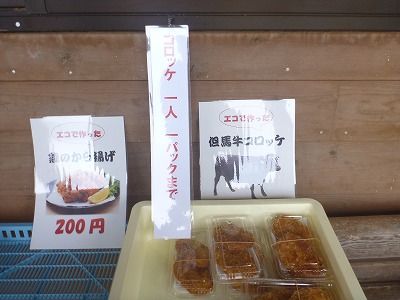 エコで作った
鶏のから揚げ
200円
コロッケ 一人 一パックまで
エコで作った
但馬牛コロッケ